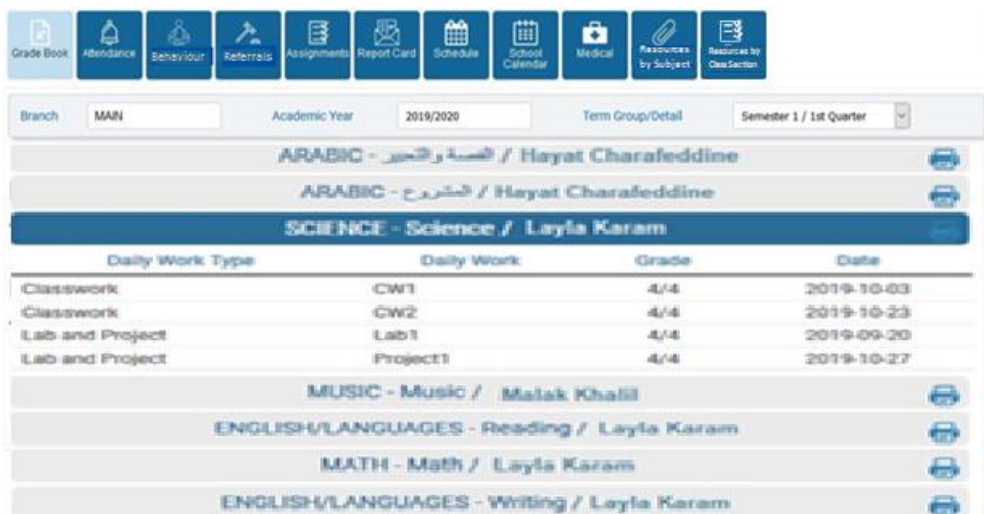 Grade Book Attendance Behaviour Referrals Assignments Report Card Schedule School Calendar Medical Resources by Subject Resources by Class Section
Branch MAIN Academic Year 2019/2020 Term Group/Detail Semester 1 / 1st Quarter
ARABIC - / Hayat Charafeddine
ARABIC - المشروح / Hayat Charafeddine
SCIENCE - Science / Layla Karam
Daily Work Type Daily Work Grade Date
Classwork CW1 4/4 2019-10-03
Classwork CW2 4/4 2019-10-23
Lab and Project Lab1 4/4 2019-09-20
Lab and Project Project1 4/4 2019-10-27
MUSIC - Music / Malak Khalil
ENGLISH/LANGUAGES - Reading / Layla Karam
MATH - Math / Layla Karam
ENGLISH/LANGUAGES - Writing / Layla Karam